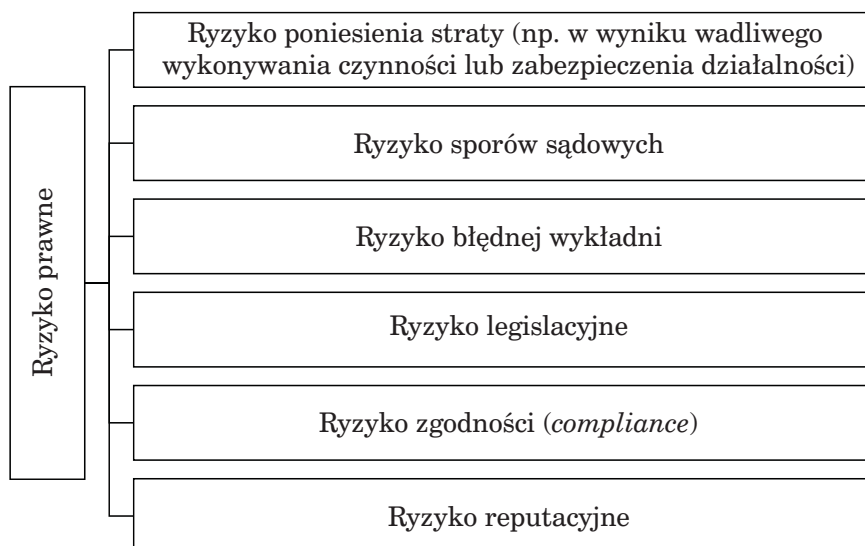 Ryzyko prawne
Ryzyko poniesienia straty (np. w wyniku wadliwego
wykonywania czynności lub zabezpieczenia działalności)
Ryzyko sporów sądowych
Ryzyko błędnej wykładni
Ryzyko legislacyjne
Ryzyko zgodności (compliance)
Ryzyko reputacyjne